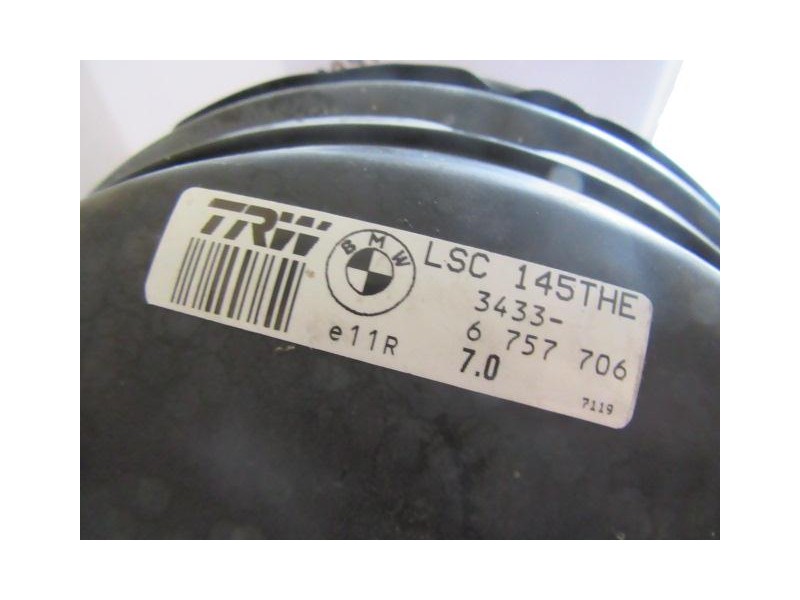 TRW
BMW
LSC 145THE
3433-
6 757 706
e11R
7.0
7119